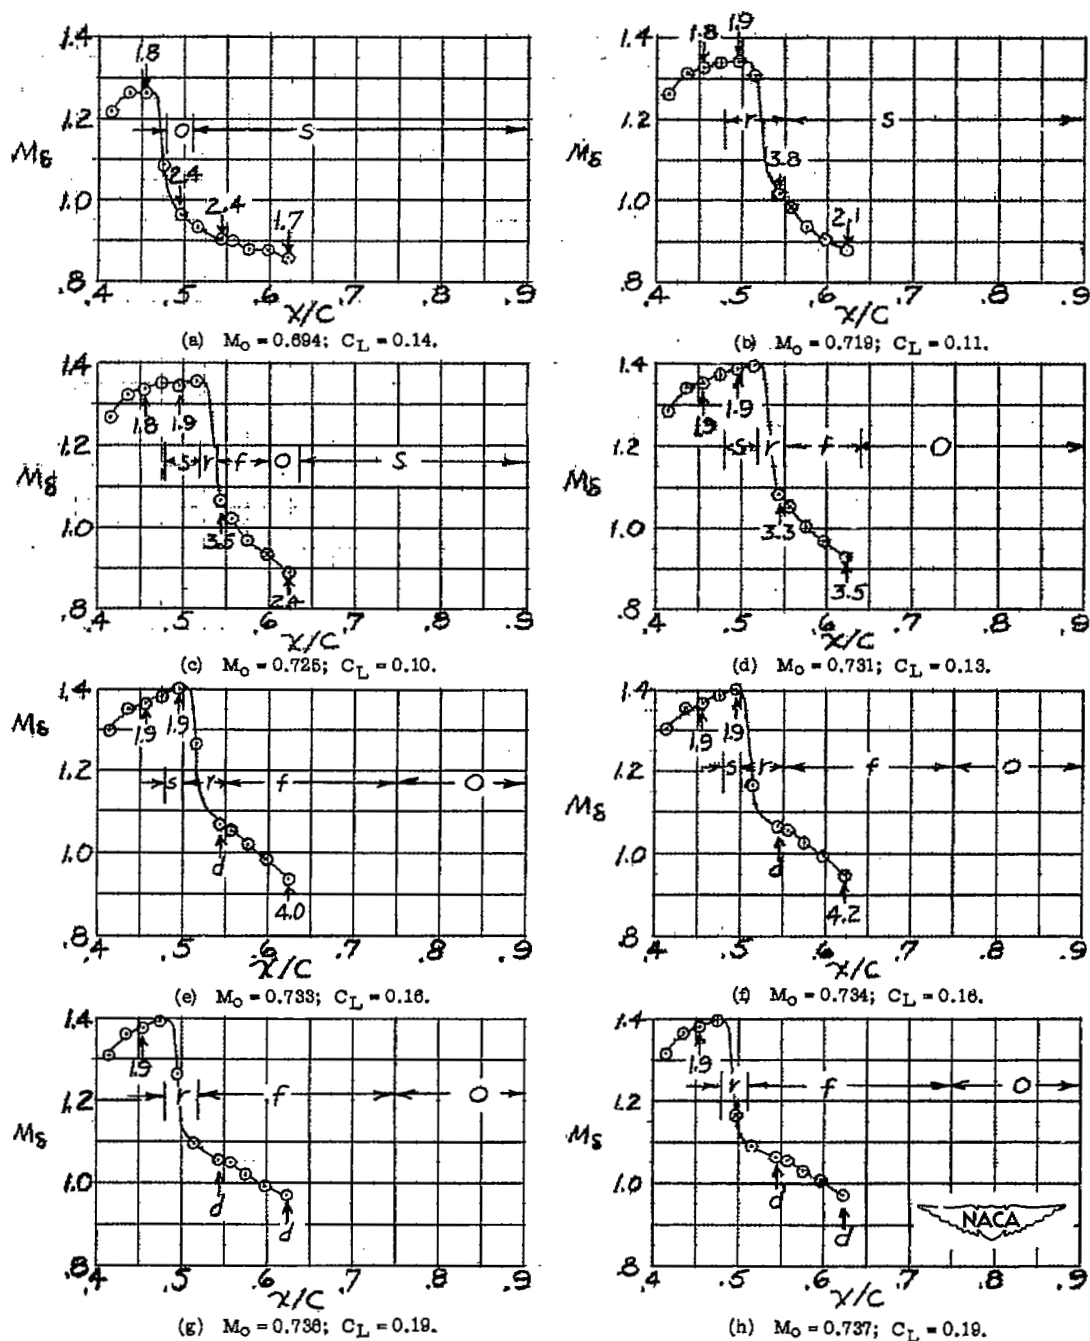 1.4
1.2
1.0
.8
Mδ
1.8
O
S
2.4
2.4
1.7
.4
.5
.6
.7
.8
.9
x/c
(a) MO = 0.694; CL = 0.14.
1.4
1.2
1.0
.8
Mδ
1.8
1.9
r
S
3.8
2.1
.4
.5
.6
.7
.8
.9
x/c
(b) MO = 0.719; CL = 0.11.
1.4
1.2
1.0
.8
Mδ
1.8
1.9
s
r
f
O
S
3.5
2.4
.4
.5
.6
.7
.8
.9
x/c
(c) MO = 0.725; CL = 0.10.
1.4
1.2
1.0
.8
Mδ
1.9
1.9
s
r
f
O
3.3
3.5
.4
.5
.6
.7
.8
.9
x/c
(d) MO = 0.731; CL = 0.13.
1.4
1.2
1.0
.8
Mδ
1.9
1.9
s
r
f
O
d
4.0
.4
.5
.6
.7
.8
.9
x/c
(e) MO = 0.733; CL = 0.16.
1.4
1.2
1.0
.8
Mδ
1.9
1.9
s
r
f
O
d
4.2
.4
.5
.6
.7
.8
.9
x/c
(f) MO = 0.734; CL = 0.16.
1.4
1.2
1.0
.8
Mδ
1.9
r
f
O
d
d
.4
.5
.6
.7
.8
.9
x/c
(g) MO = 0.736; CL = 0.19.
1.4
1.2
1.0
.8
Mδ
1.9
r
f
O
d
d
NACA
.4
.5
.6
.7
.8
.9
x/c
(h) MO = 0.737; CL = 0.19.